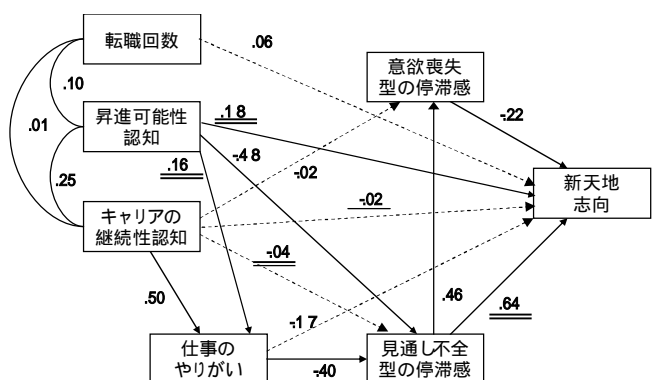 転職回数
.06
意欲喪失
型の停滞感
.10
-.22
.01
昇進可能性
認知
.18
.16
-.48
-.02
新天地
志向
.25
キャリアの
継続性認知
-.02
-.04
.50
.46
.64
-.17
仕事の
やりがい
-.40
見通し不全
型の停滞感